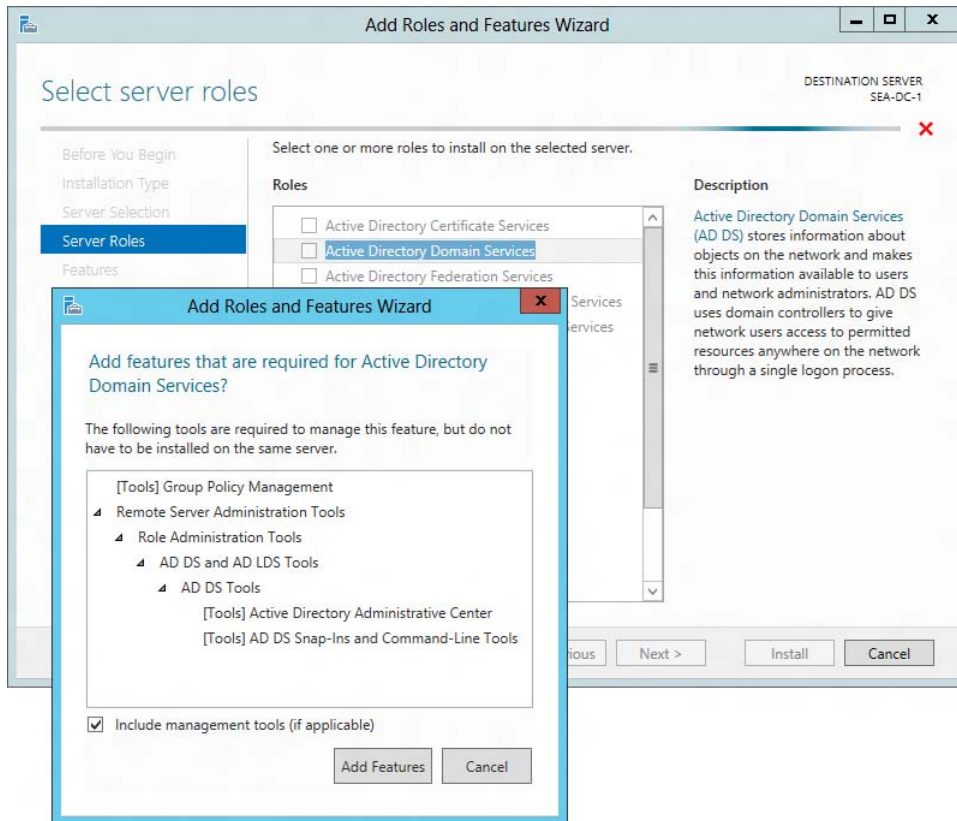 Add Roles and Features Wizard
Select server roles
DESTINATION SERVER
SEA-DC-1
Before You Begin
Installation Type
Server Selection
Server Roles
Features
Select one or more roles to install on the selected server.
Roles
Active Directory Certificate Services
Active Directory Domain Services
Active Directory Federation Services
Services
Services
Description
Active Directory Domain Services
(AD DS) stores information about
objects on the network and makes
this information available to users
and network administrators. AD DS
uses domain controllers to give
network users access to permitted
resources anywhere on the network
through a single logon process.
Next >
Install
Cancel
Add Roles and Features Wizard
Add features that are required for Active Directory
Domain Services?
The following tools are required to manage this feature, but do not
have to be installed on the same server.
[Tools] Group Policy Management
Remote Server Administration Tools
Role Administration Tools
AD DS and AD LDS Tools
AD DS Tools
[Tools] Active Directory Administrative Center
[Tools] AD DS Snap-Ins and Command-Line Tools
Include management tools (if applicable)
Add Features
Cancel